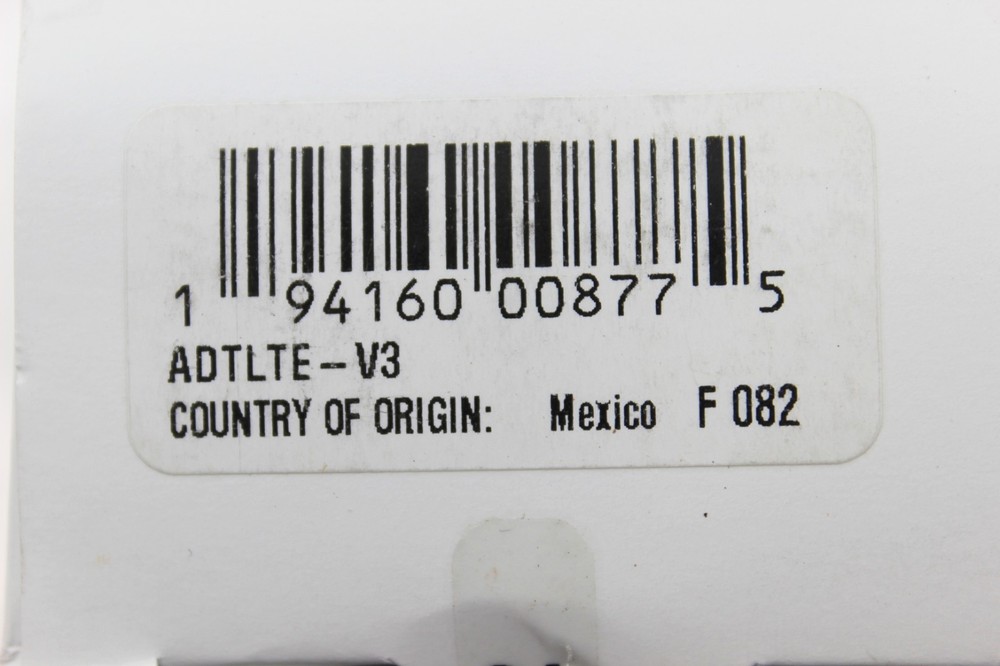 1 94160 00877 5
ADTLTE-V3
COUNTRY OF ORIGIN: Mexico F 082